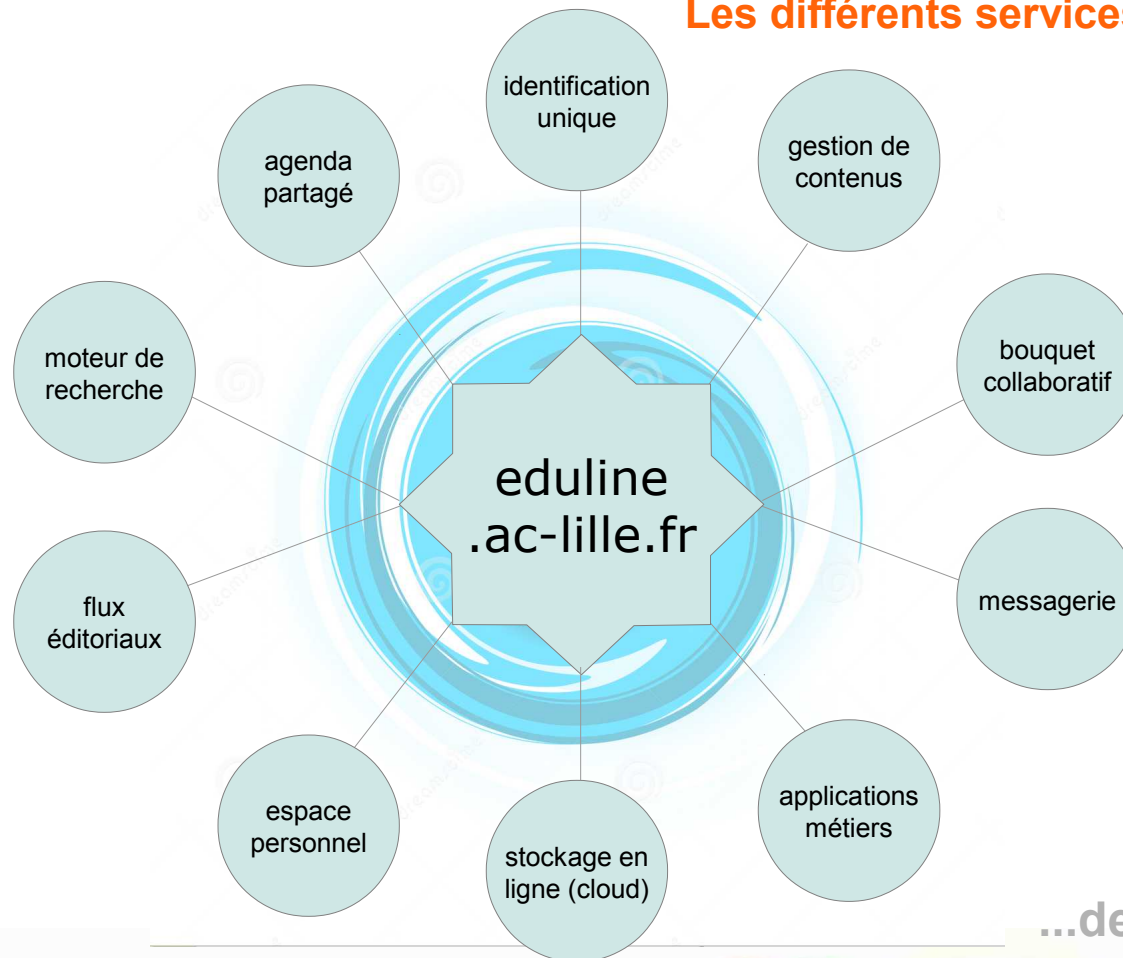 Les différents services
identification
unique
gestion de
contenus
agenda
partagé
bouquet
collaboratif
moteur de
recherche
eduline
.ac-lille.fr
messagerie
flux
éditoriaux
applications
métiers
espace
personnel
stockage en
ligne (cloud)
...de